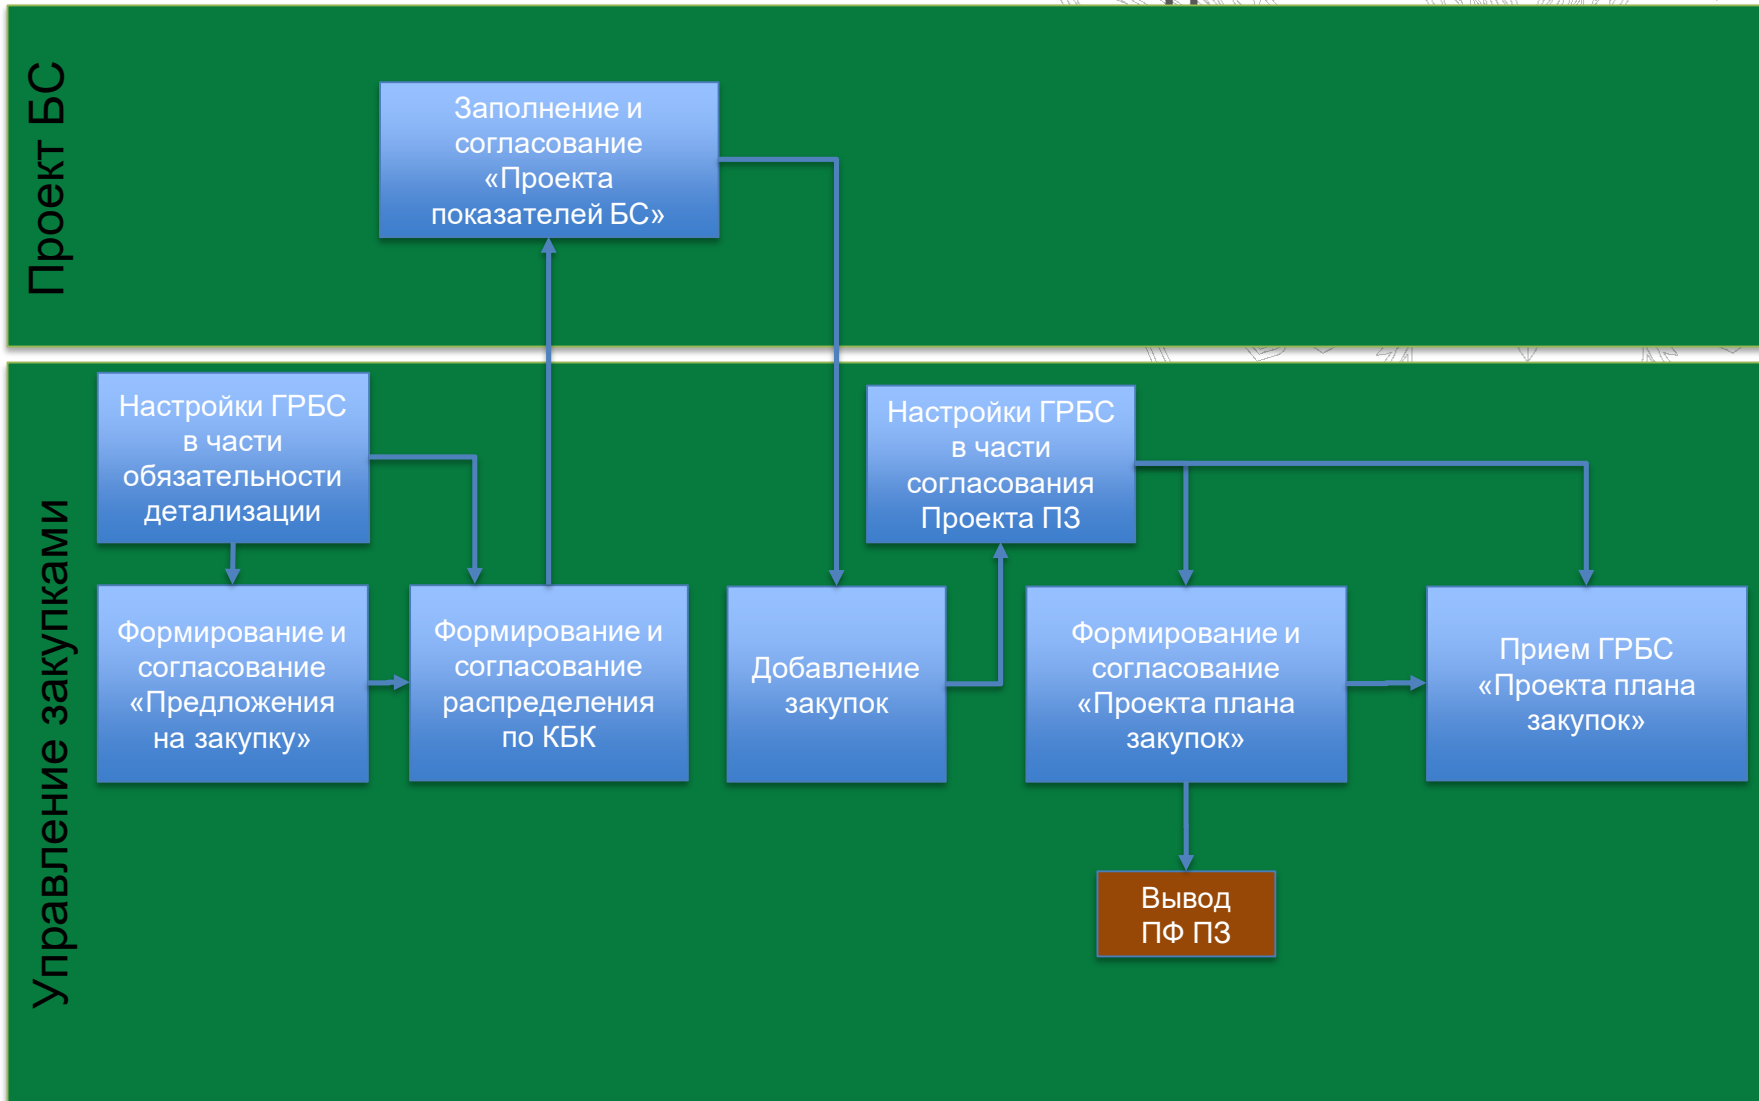 Проект БС
Заполнение и
согласование
«Проекта
показателей БС»
Управление закупками
Настройки ГРБС
в части
обязательности
детализации
Настройки ГРБС
в части
согласования
Проекта ПЗ
Формирование и
согласование
«Предложения
на закупку»
Формирование и
согласование
распределения
по КБК
Добавление
закупок
Формирование и
согласование
«Проекта плана
закупок»
Прием ГРБС
«Проекта плана
закупок»
Вывод
ПФ ПЗ